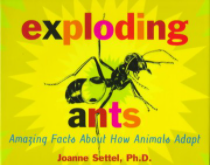 exploding
ants
Amazing Facts About How Animals Adapt
Joanne Settel, Ph.D.